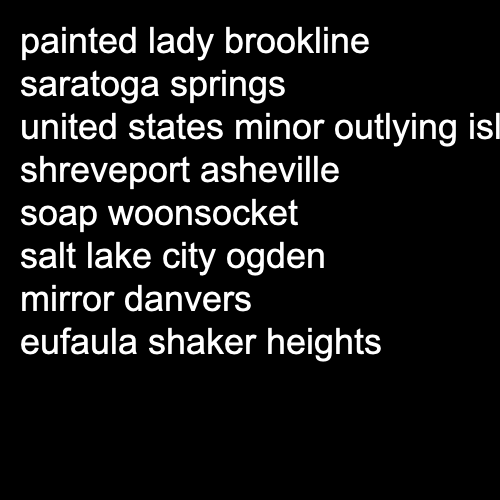 painted lady brookline
saratoga springs
united states minor outlying isl
shreveport asheville
soap woonsocket
salt lake city ogden
mirror danvers
eufaula shaker heights